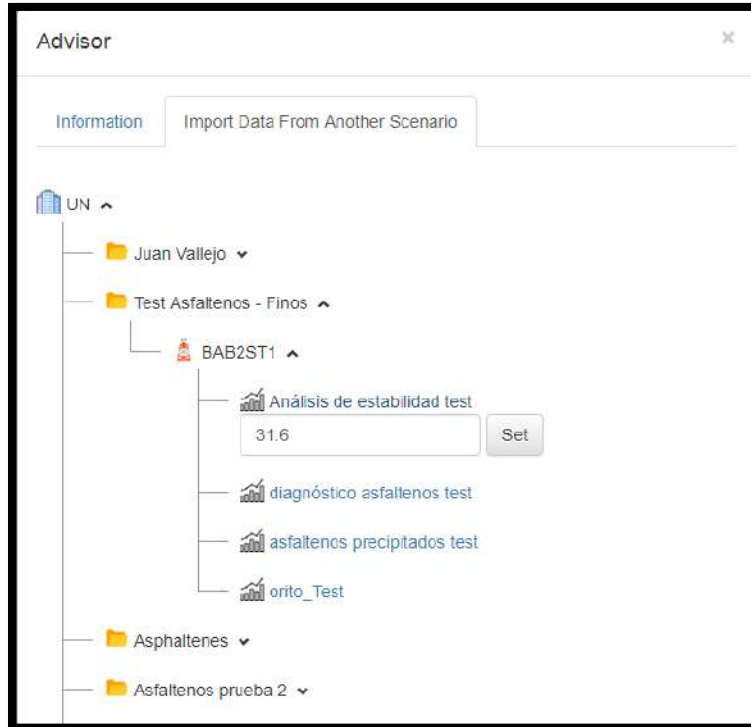 Advisor
×
Information
Import Data From Another Scenario
UN
Juan Vallejo
Test Asfaltenos - Finos
BAB2ST1
Análisis de estabilidad test
31.6 Set
diagnóstico asfaltenos test
asfaltenos precipitados test
orito_Test
Asphaltenes
Asfaltenos prueba 2